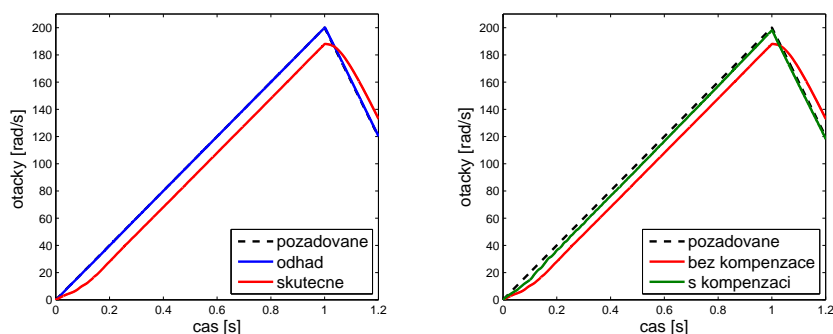 200
180
160
140
120
100
80
60
40
20
0
otacky [rad/s]
0 0.2 0.4 0.6 0.8 1 1.2
cas [s]
pozadovane
odhad
skutecne
200
180
160
140
120
100
80
60
40
20
0
otacky [rad/s]
0 0.2 0.4 0.6 0.8 1 1.2
cas [s]
pozadovane
bez kompenzace
s kompenzaci